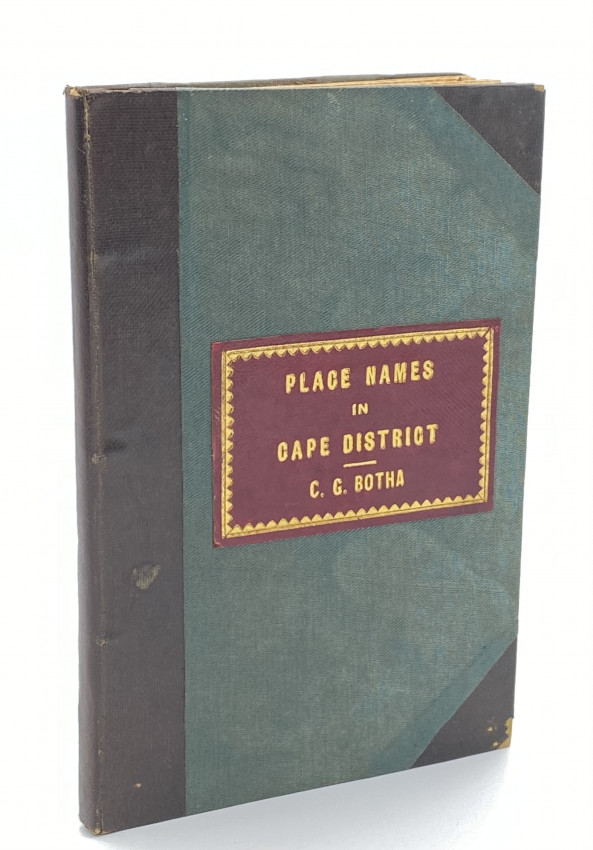 PLACE NAMES
IN
CAPE DISTRICT
C. G. BOTHA